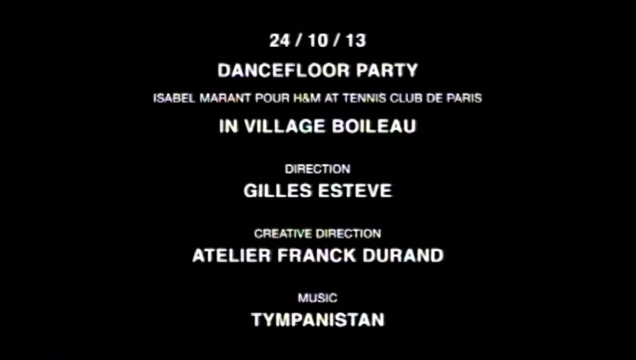 24 / 10 / 13
DANCEFLOOR PARTY
ISABEL MARANT POUR H&M AT TENNIS CLUB DE PARIS
IN VILLAGE BOILEAU
DIRECTION
GILLES ESTEVE
CREATIVE DIRECTION
ATELIER FRANCK DURAND
MUSIC
TYMPANISTAN